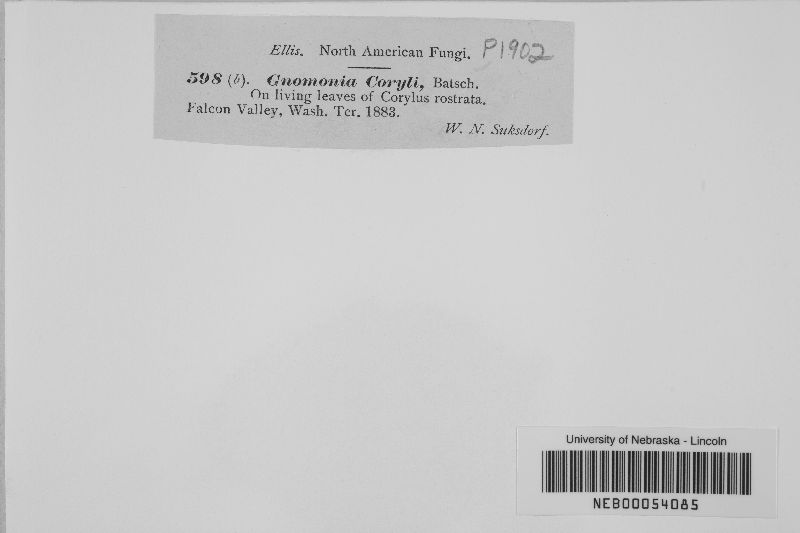 Ellis. North American Fungi. P1902
598 (b). Gnomonia Coryli, Batsch.
On living leaves of Corylus rostrata.
Falcon Valley, Wash. Ter. 1883.
W. N. Suksdorf.
University of Nebraska - Lincoln
NEB00054085